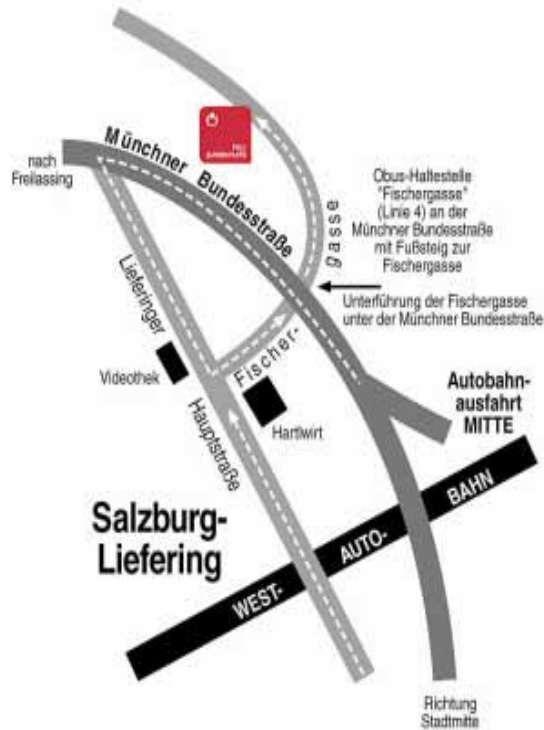 Münchner Bundesstraße
nach
Freilassing
Obus-Haltestelle
"Fischergasse"
(Linie 4) an der
Münchner Bundesstraße
mit Fußsteig zur
Fischergasse
Unterführung der Fischergasse
unter der Münchner Bundesstraße
Fischer-
gasse
Lieferinger
Hauptstraße
Videothek
Hartlwirt
Autobahn-
ausfahrt
MITTE
Salzburg-
Liefering
WEST-
AUTO-
BAHN
Richtung
Stadtmitte